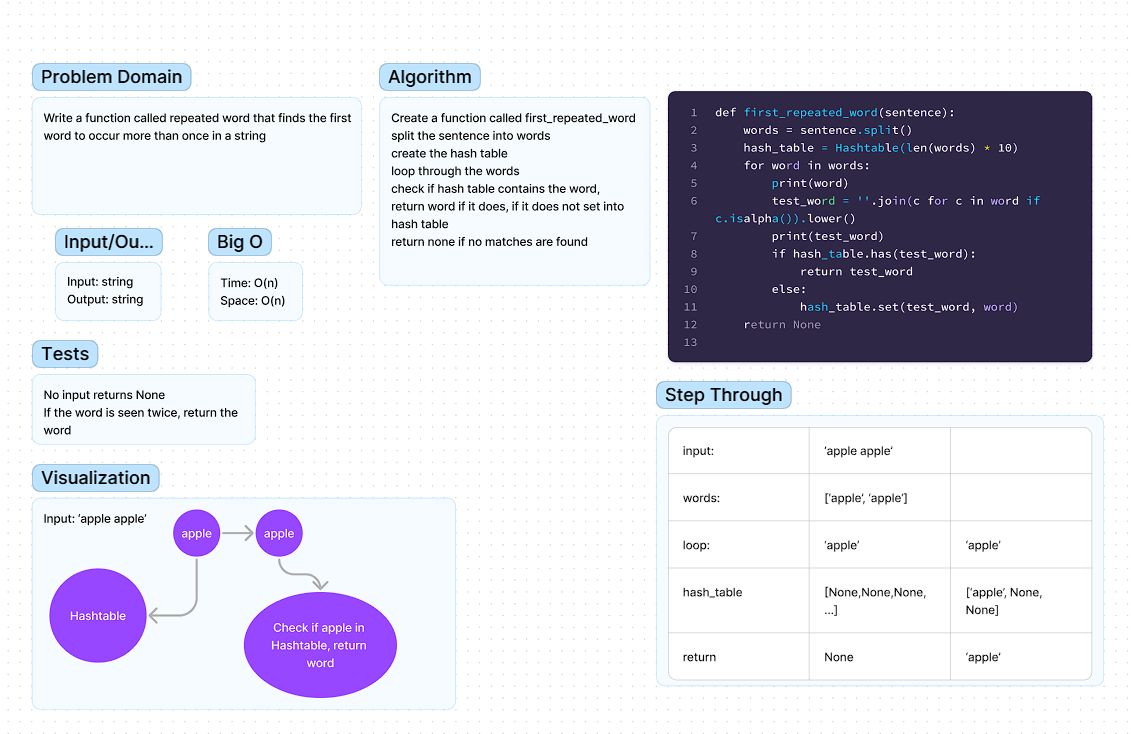 Problem Domain
Write a function called repeated word that finds the first
word to occur more than once in a string
Input/Ou...
Input: string
Output: string
Big O
Time: O(n)
Space: O(n)
Tests
No input returns None
If the word is seen twice, return the
word
Visualization
Input: ‘apple apple’
apple
apple
Hashtable
Check if apple in
Hashtable, return
word
Algorithm
Create a function called first_repeated_word
split the sentence into words
create the hash table
loop through the words
check if hash table contains the word,
return word if it does, if it does not set into
hash table
return none if no matches are found
1 def first_repeated_word(sentence):
2 words = sentence.split()
3 hash_table = Hashtable(len(words) * 10)
4 for word in words:
5 print(word)
6 test_word = ''.join(c for c in word if
c.isalpha()).lower()
7 print(test_word)
8 if hash_table.has(test_word):
9 return test_word
10 else:
11 hash_table.set(test_word, word)
12 return None
13
Step Through
input: ‘apple apple’
words: [‘apple‘, ‘apple’]
loop: ‘apple’ ‘apple’
hash_table [None,None,None, ...] [‘apple’, None, None]
return None ‘apple’